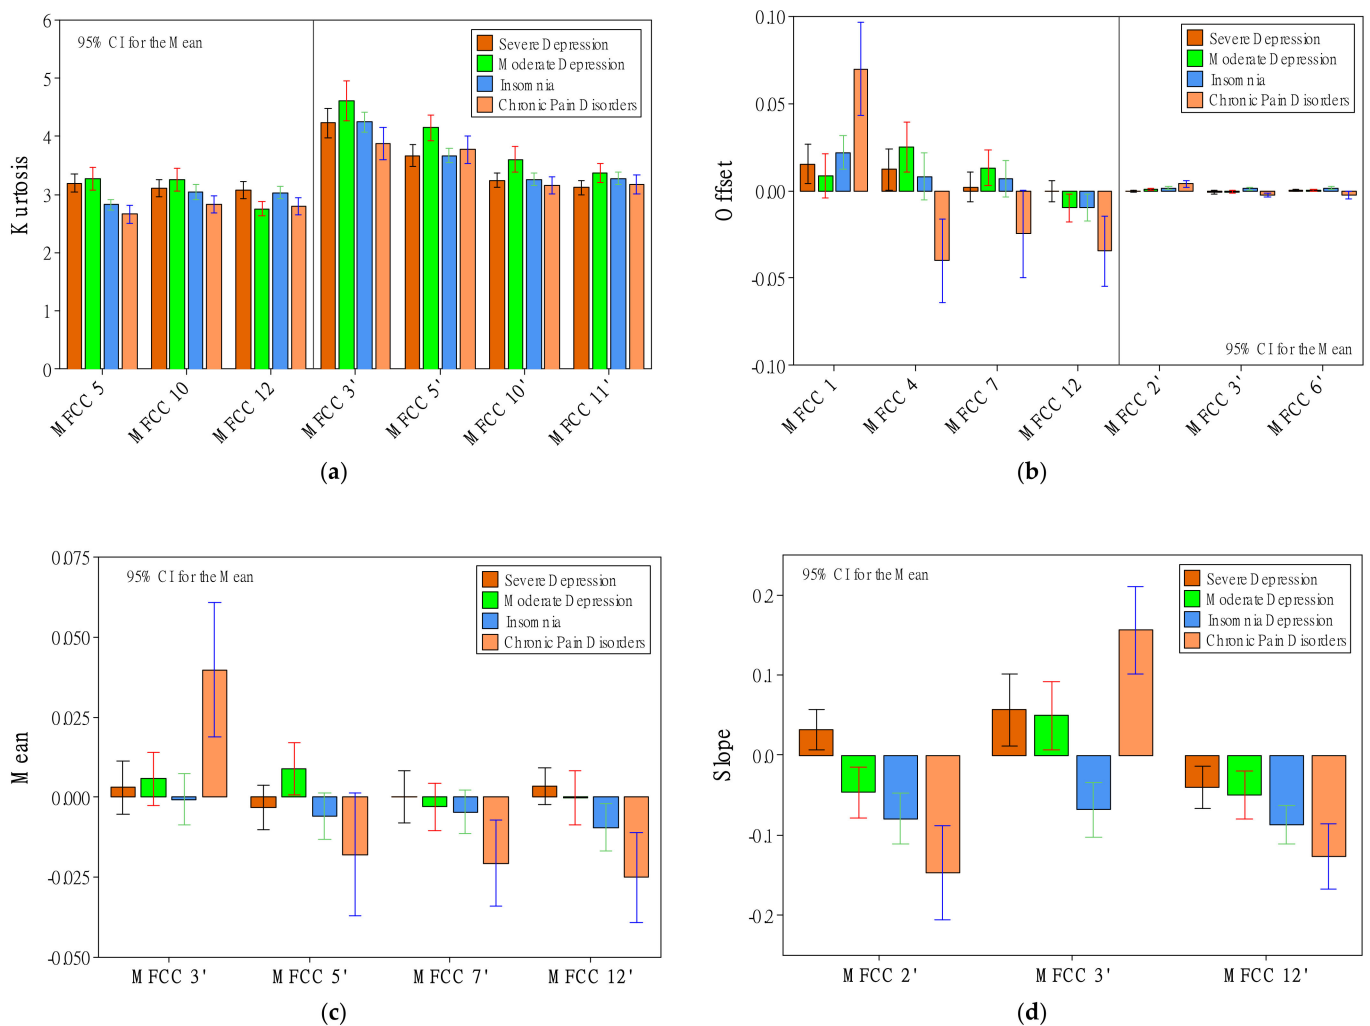 6
5
4
3
2
1
0
Kurtosis
95% CI for the Mean
Severe Depression
Moderate Depression
Insomnia
Chronic Pain Disorders
MFCC 5
MFCC 10
MFCC 12
MFCC 3'
MFCC 5'
MFCC 10'
MFCC 11'
(a)
0.10
0.05
0.00
-0.05
-0.10
Offset
Severe Depression
Moderate Depression
Insomnia
Chronic Pain Disorders
95% CI for the Mean
MFCC 1
MFCC 4
MFCC 7
MFCC 12
MFCC 2'
MFCC 3'
MFCC 6'
(b)
0.075
0.050
0.025
0.000
-0.025
-0.050
Mean
95% CI for the Mean
Severe Depression
Moderate Depression
Insomnia
Chronic Pain Disorders
MFCC 3'
MFCC 5'
MFCC 7'
MFCC 12'
(c)
0.2
0.1
0.0
-0.1
-0.2
Slope
95% CI for the Mean
Severe Depression
Moderate Depression
Insomnia Depression
Chronic Pain Disorders
MFCC 2'
MFCC 3'
MFCC 12'
(d)